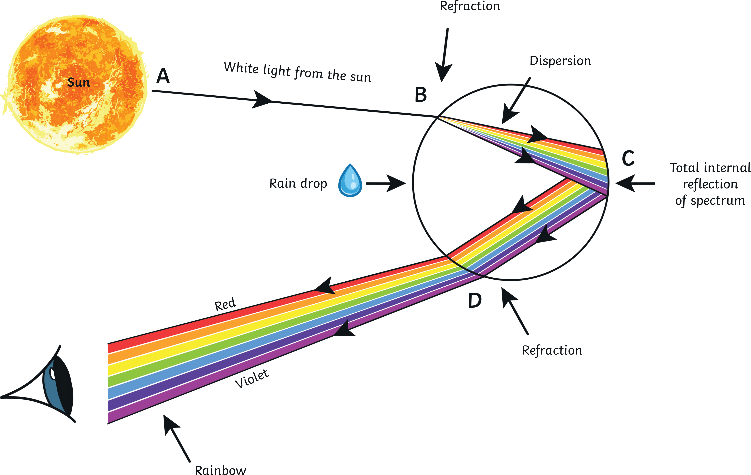 Refraction
Dispersion
Sun
A
White light from the sun
B
C
Total internal
reflection
of spectrum
Rain drop
D
Red
Violet
Refraction
Rainbow